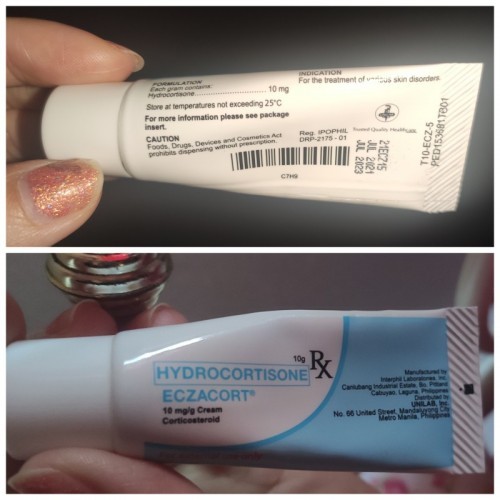 FORMULATION
Each gram contains:
Hydrocortisone 10 mg
INDICATION
For the treatment of various skin disorders.
Store at temperatures not exceeding 25°C
For more information please see package
insert.
CAUTION
Foods, Drugs, Devices and Cosmetics Act
prohibits dispensing without prescription.
Reg. IPOPHIL
DRP-2175 - 01
Trusted Quality Healthcare
C7H9
21EC715
JUL 2021
JUL 2023
T10-ECZ-5
10g Rx
HYDROCORTISONE
ECZACORT®
10 mg/g Cream
Corticosteroid
Manufactured by
Interphil Laboratories, Inc.
Canlubang Industrial Estate, Bo. Pittland
Cabuyao, Laguna, Philippines
Distributed by
UNILAB, Inc.
No. 66 United Street, Mandaluyong City
Metro Manila, Philippines